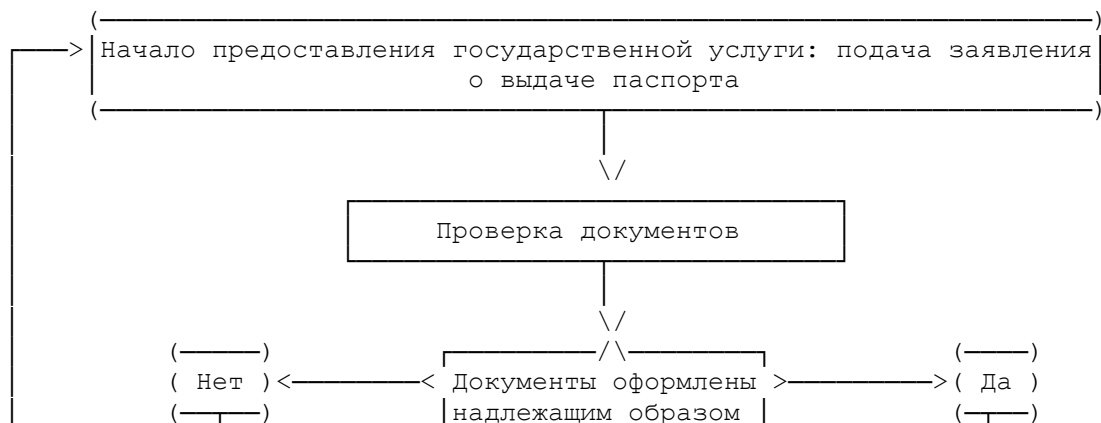 Начало предоставления государственной услуги: подача заявления
о выдаче паспорта
Проверка документов
Нет
Документы оформлены
Да
надлежащим образом